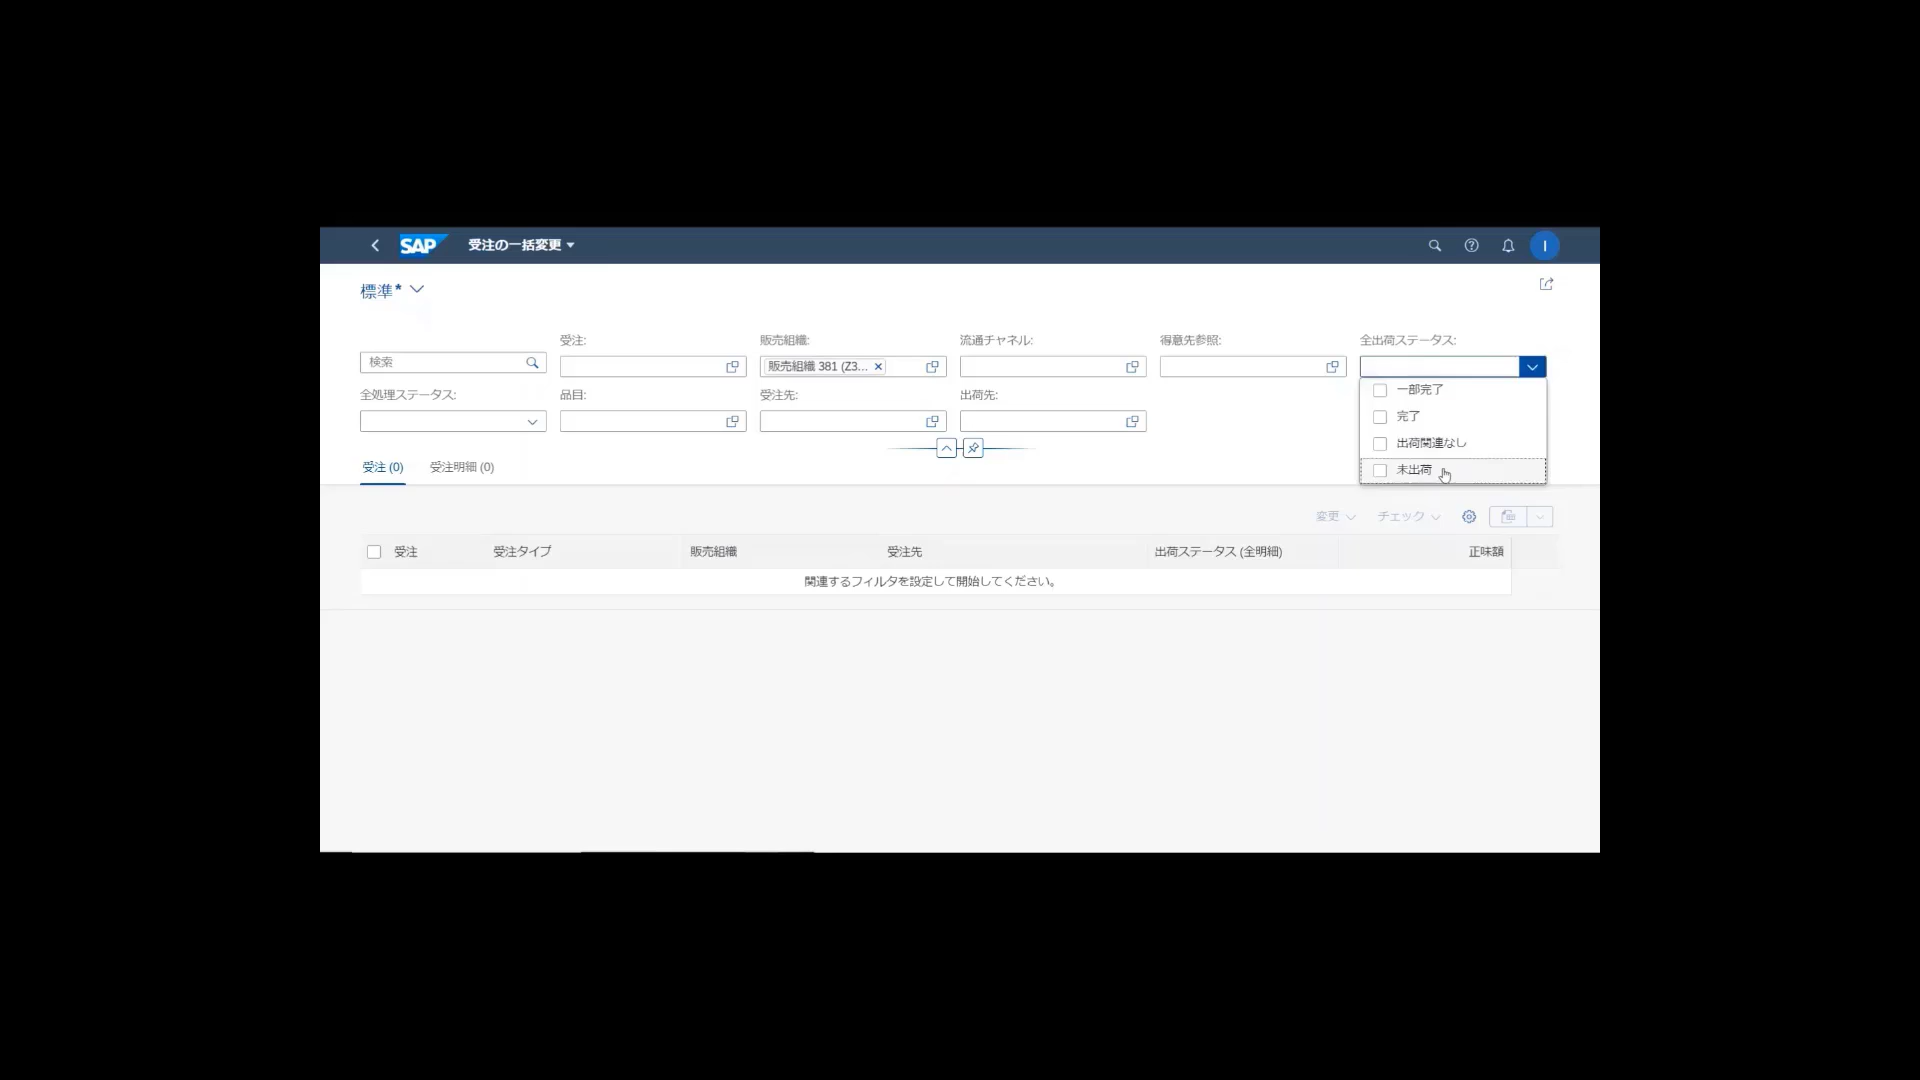 SAP 受注の一括変更
I
標準*
検索
受注:
販売組織:
販売組織 381 (Z3...
流通チャネル:
得意先参照:
全出荷ステータス:
一部完了
完了
出荷関連なし
未出荷
全処理ステータス:
品目:
受注先:
出荷先:
受注 (0) 受注明細 (0)
変更 チェック
受注 受注タイプ 販売組織 受注先 出荷ステータス (全明細) 正味額
関連するフィルタを設定して開始してください。